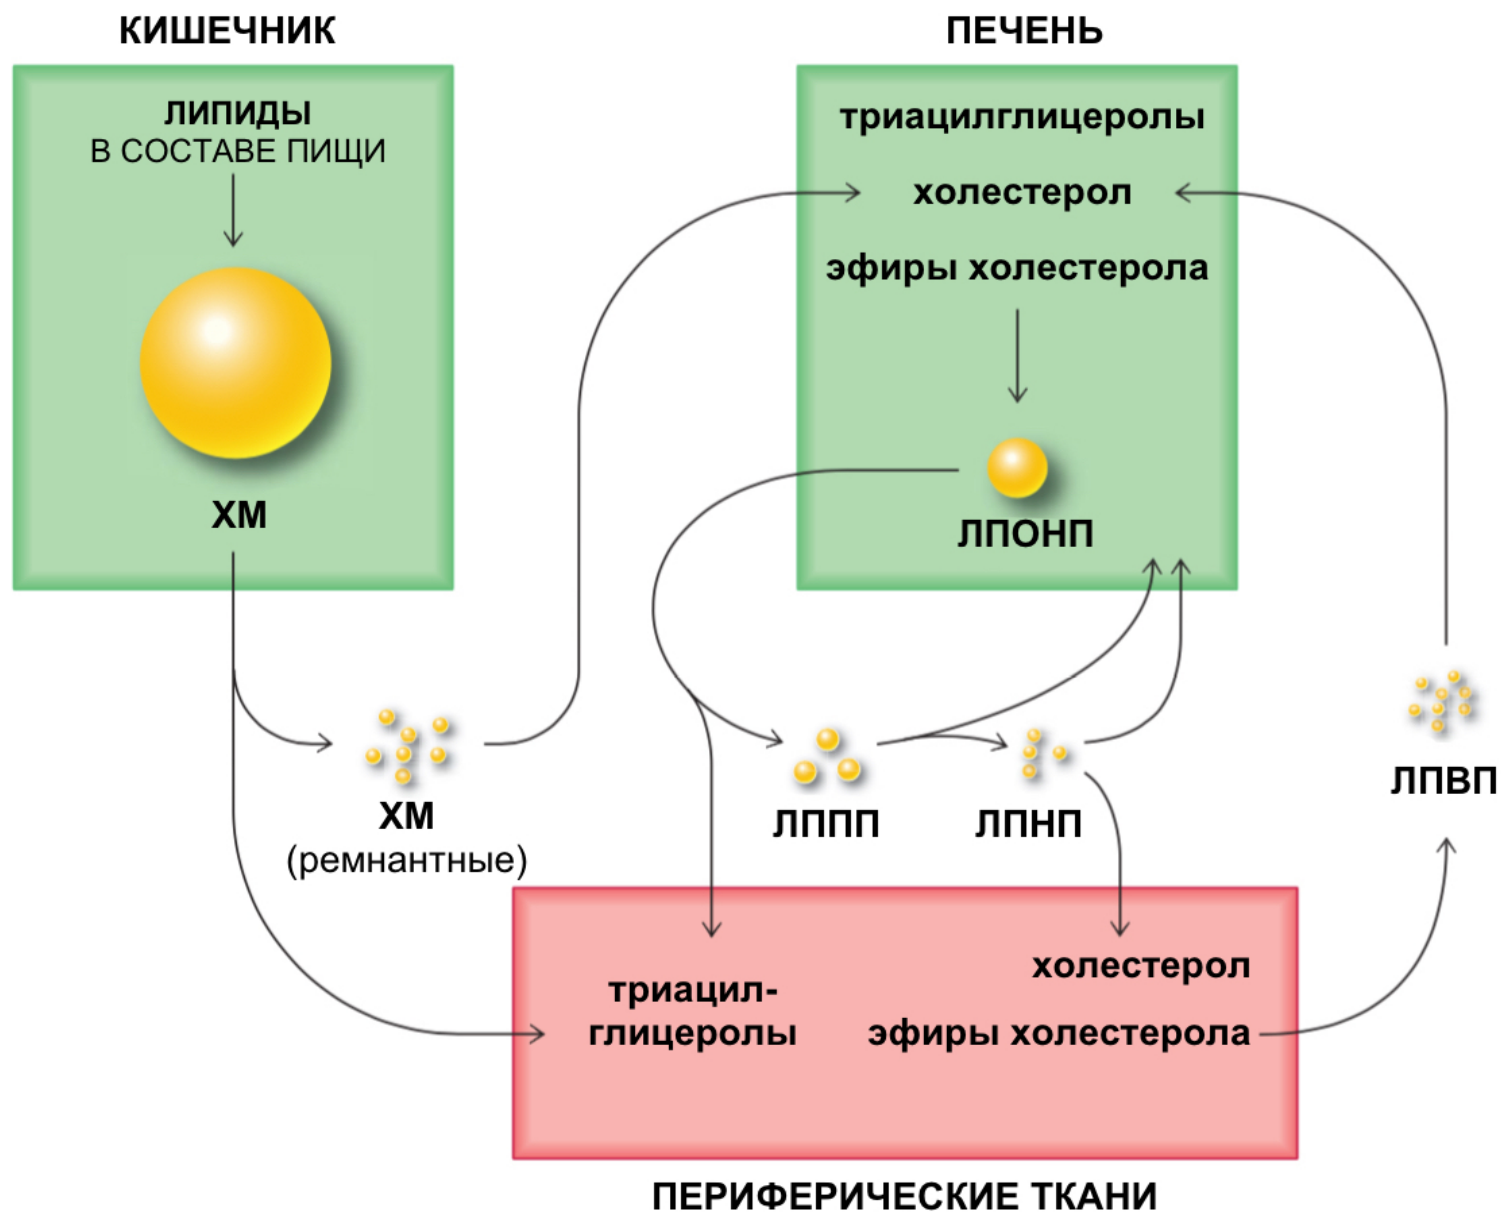 КИШЕЧНИК
ЛИПИДЫ
В СОСТАВЕ ПИЩИ
ХМ
ПЕЧЕНЬ
триацилглицеролы
холестерол
эфиры холестерола
ЛПОНП
ХМ
(ремнантные)
ЛППП
ЛПНП
ЛПВП
триацил-
глицеролы
холестерол
эфиры холестерола
ПЕРИФЕРИЧЕСКИЕ ТКАНИ